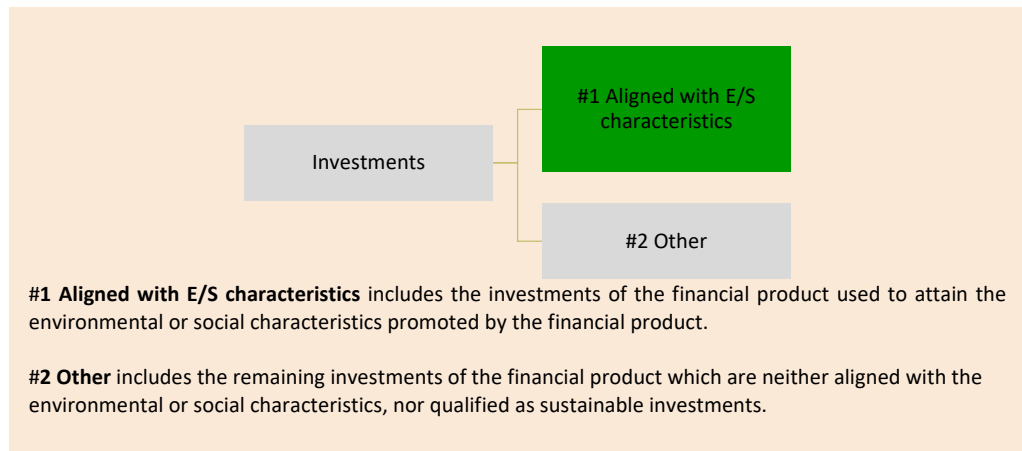 #1 Aligned with E/S
characteristics
Investments
#2 Other
#1 Aligned with E/S characteristics includes the investments of the financial product used to attain the
environmental or social characteristics promoted by the financial product.
#2 Other includes the remaining investments of the financial product which are neither aligned with the
environmental or social characteristics, nor qualified as sustainable investments.